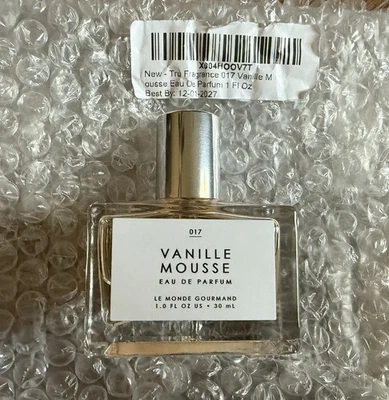 X004HOOV7T
New - Tru Fragrance 017 Vanille M
ousse Eau De Parfum 1 Fl Oz
Best By: 12-01-2027
017
VANILLE
MOUSSE
EAU DE PARFUM
LE MONDE GOURMAND
1.0 FL OZ US • 30 mL